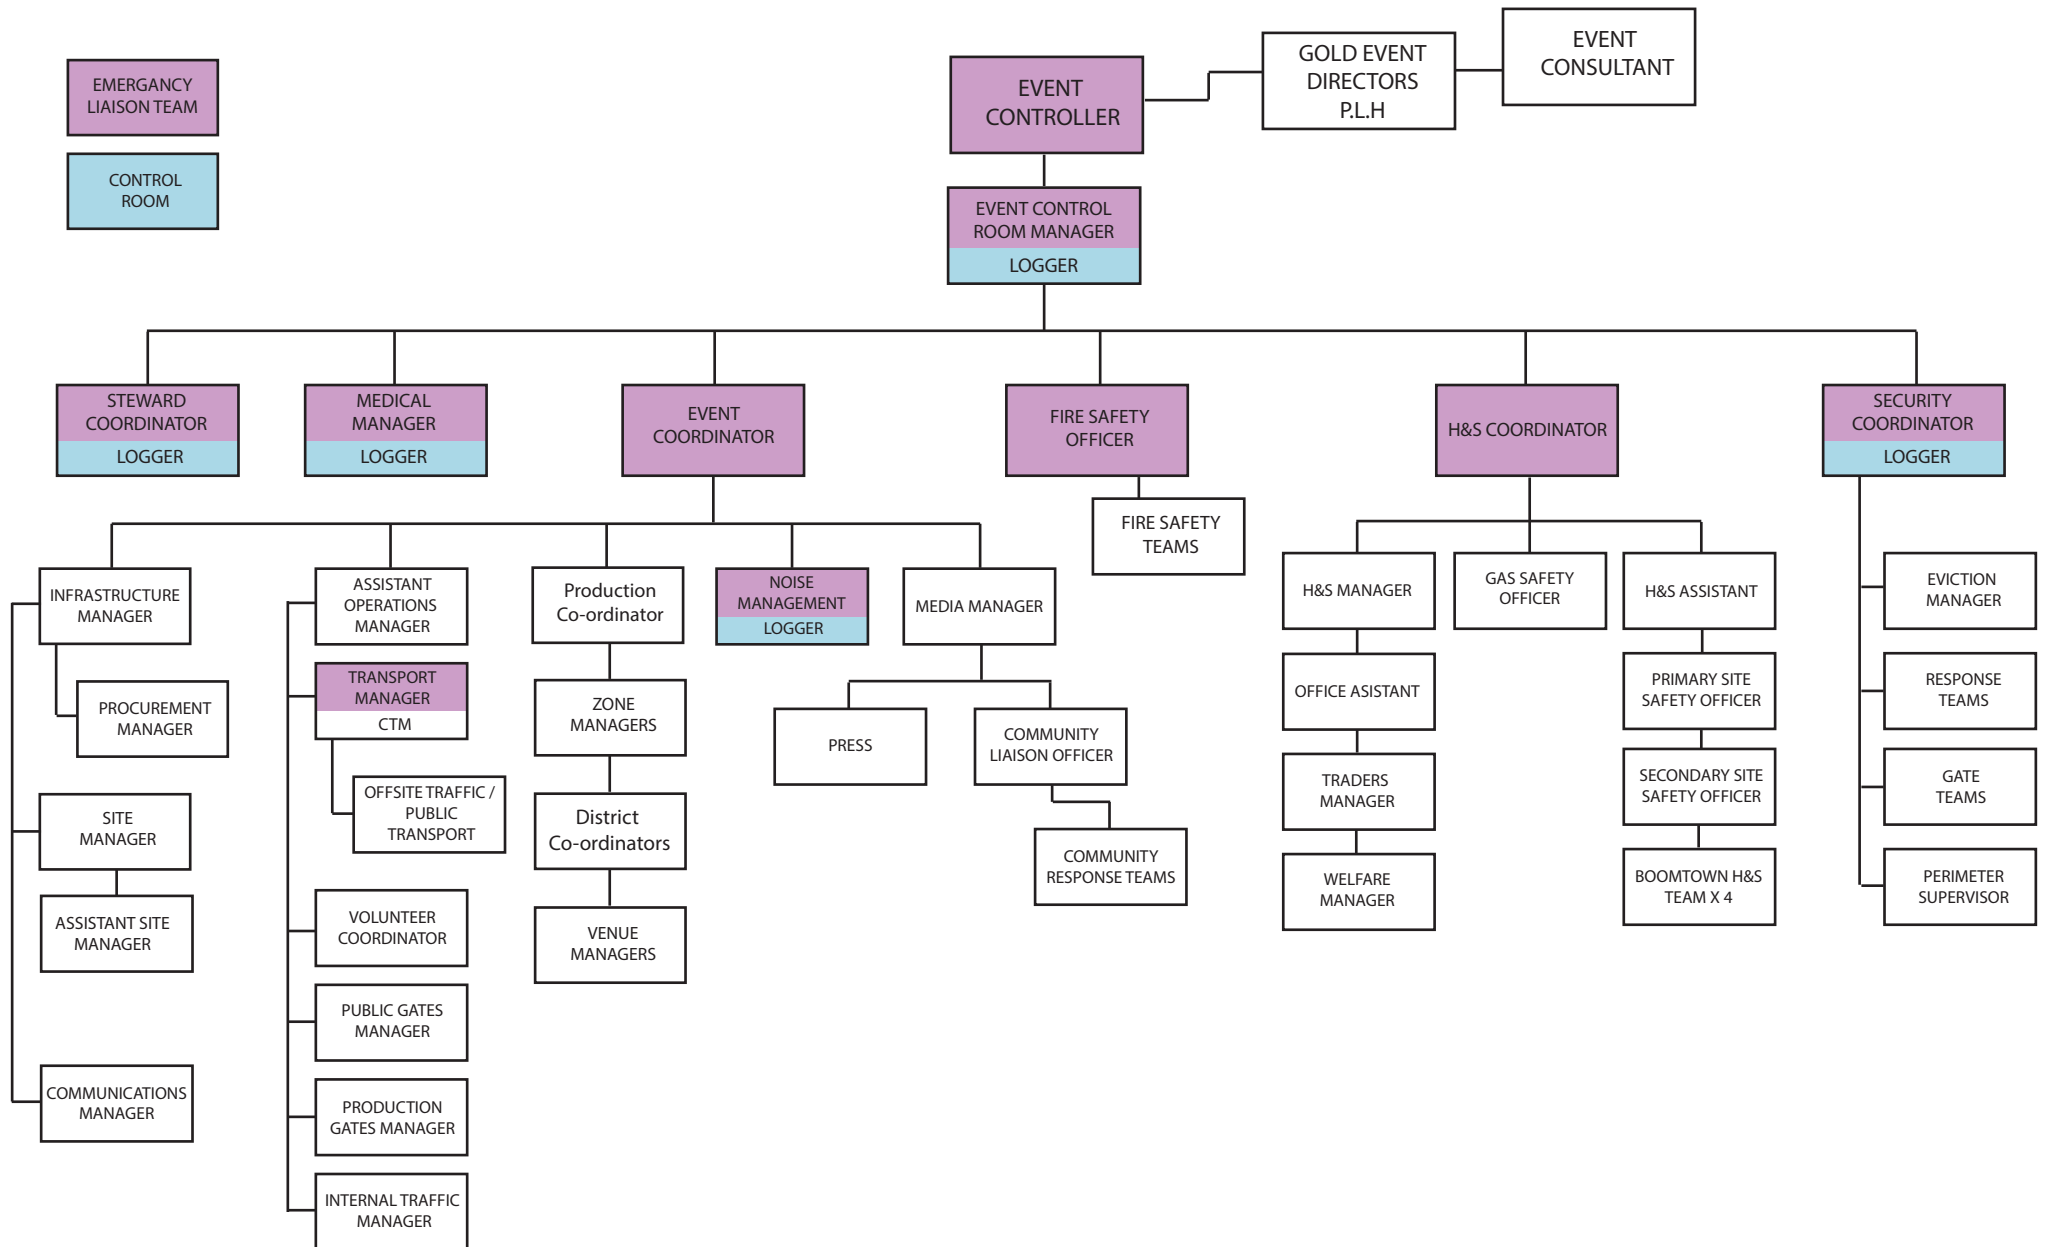 EMERGANCY
LIAISON TEAM
CONTROL
ROOM
EVENT
CONTROLLER
GOLD EVENT
DIRECTORS
P.L.H
EVENT
CONSULTANT
EVENT CONTROL
ROOM MANAGER
LOGGER
STEWARD
COORDINATOR
LOGGER
MEDICAL
MANAGER
LOGGER
EVENT
COORDINATOR
FIRE SAFETY
OFFICER
H&S COORDINATOR
SECURITY
COORDINATOR
LOGGER
FIRE SAFETY
TEAMS
INFRASTRUCTURE
MANAGER
PROCUREMENT
MANAGER
SITE
MANAGER
ASSISTANT SITE
MANAGER
COMMUNICATIONS
MANAGER
ASSISTANT
OPERATIONS
MANAGER
TRANSPORT
MANAGER
CTM
OFFSITE TRAFFIC /
PUBLIC
TRANSPORT
VOLUNTEER
COORDINATOR
PUBLIC GATES
MANAGER
PRODUCTION
GATES MANAGER
INTERNAL TRAFFIC
MANAGER
Production
Co-ordinator
ZONE
MANAGERS
District
Co-ordinators
VENUE
MANAGERS
NOISE
MANAGEMENT
LOGGER
MEDIA MANAGER
PRESS
COMMUNITY
LIAISON OFFICER
COMMUNITY
RESPONSE TEAMS
H&S MANAGER
OFFICE ASISTANT
TRADERS
MANAGER
WELFARE
MANAGER
GAS SAFETY
OFFICER
H&S ASSISTANT
PRIMARY SITE
SAFETY OFFICER
SECONDARY SITE
SAFETY OFFICER
BOOMTOWN H&S
TEAM X 4
EVICTION
MANAGER
RESPONSE
TEAMS
GATE
TEAMS
PERIMETER
SUPERVISOR